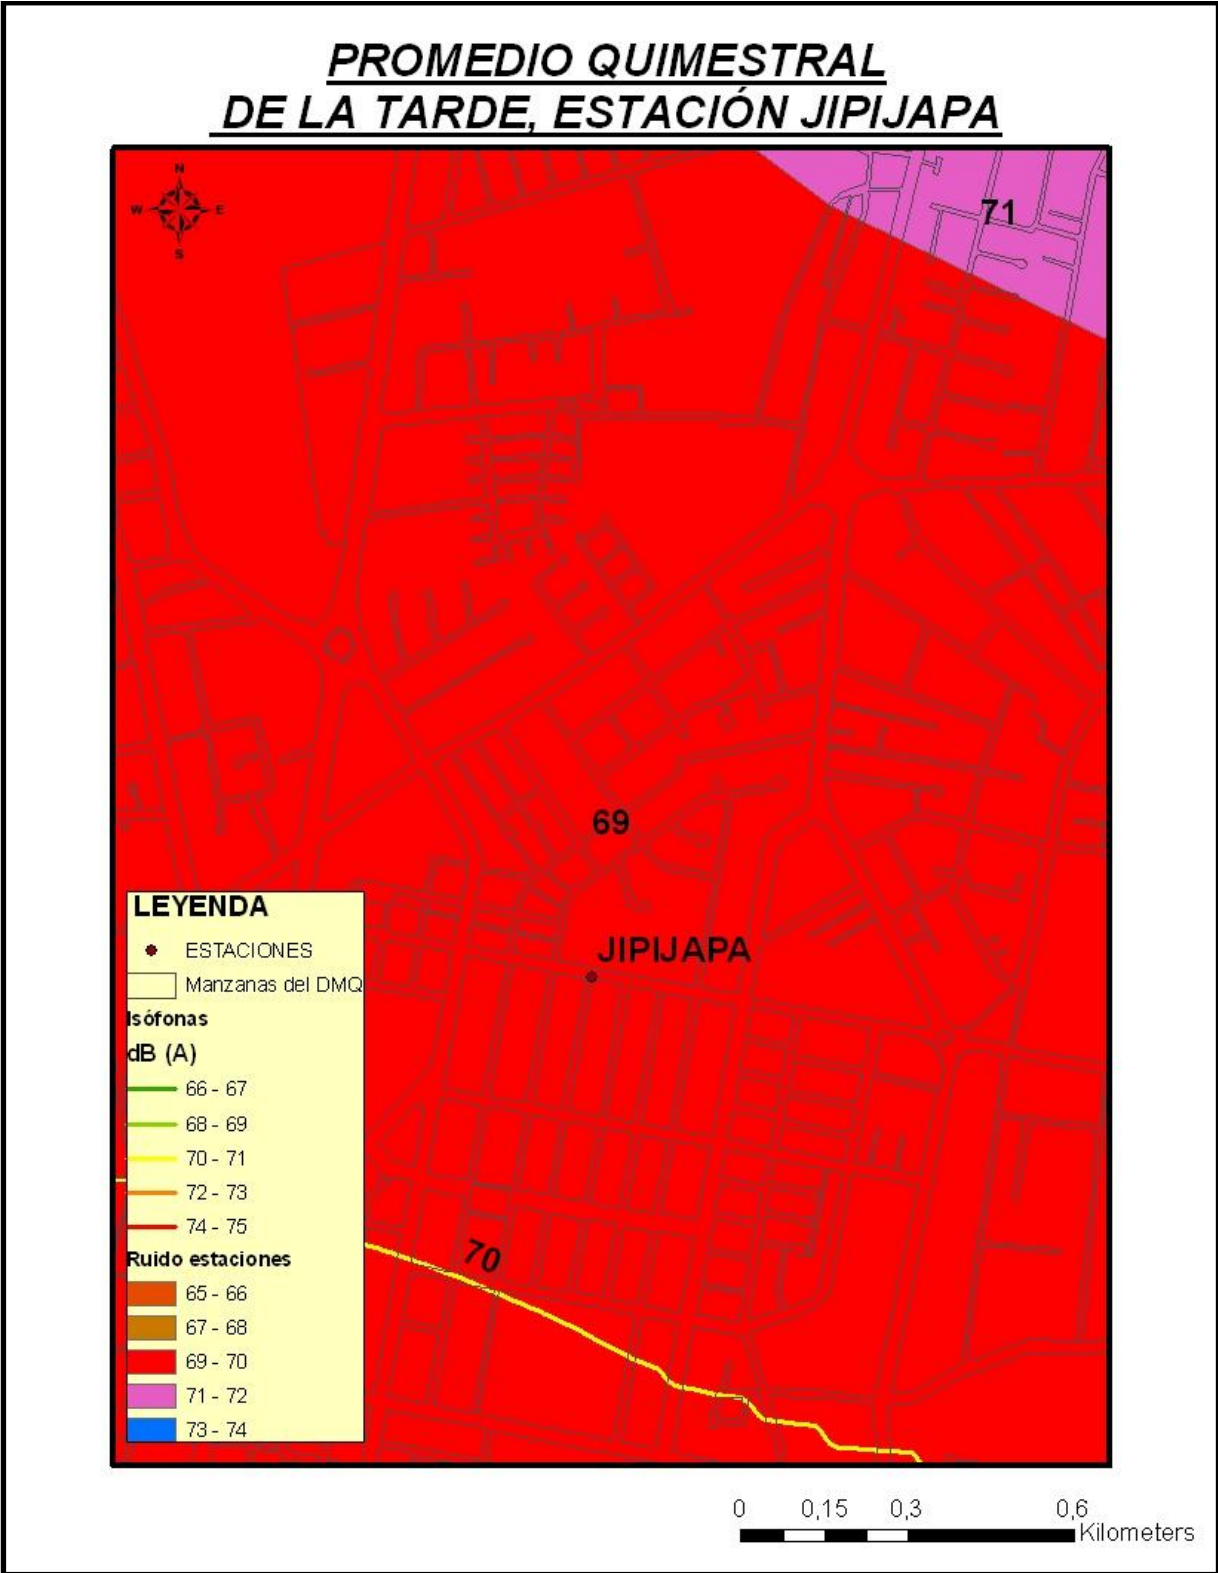 PROMEDIO QUIMESTRAL
DE LA TARDE, ESTACIÓN JIPIJAPA
N
W E
S
71
69
JIPIJAPA
70
LEYENDA
ESTACIONES
Manzanas del DMQ
Isófonas
dB (A)
66 - 67
68 - 69
70 - 71
72 - 73
74 - 75
Ruido estaciones
65 - 66
67 - 68
69 - 70
71 - 72
73 - 74
0 0,15 0,3 0,6
Kilometers